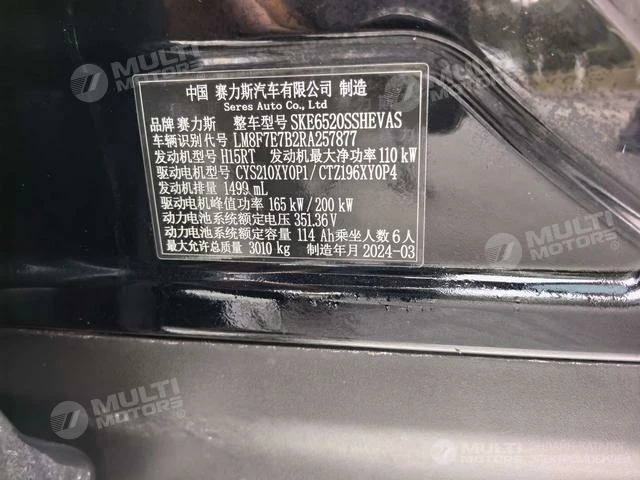 中国 赛力斯汽车有限公司 制造
Seres Auto Co., Ltd
品牌 赛力斯 整车型号 SKE6520SSHEVAS
车辆识别代号 LM8F7E7B2RA257877
发动机型号 H15RT 发动机最大净功率 110 kW
驱动电机型号 CYS210XY0P1/CTZ196XY0P4
发动机排量 1499 mL
驱动电机峰值功率 165 kW/200 kW
动力电池系统额定电压 351.36 V
动力电池系统额定容量 114 Ah 乘坐人数 6 人
最大允许总质量 3010 kg 制造年月 2024-03
MULTI MOTORS
MULTI MOTORS
MULTI MOTORS
MULTI MOTORS
MULTI MOTORS